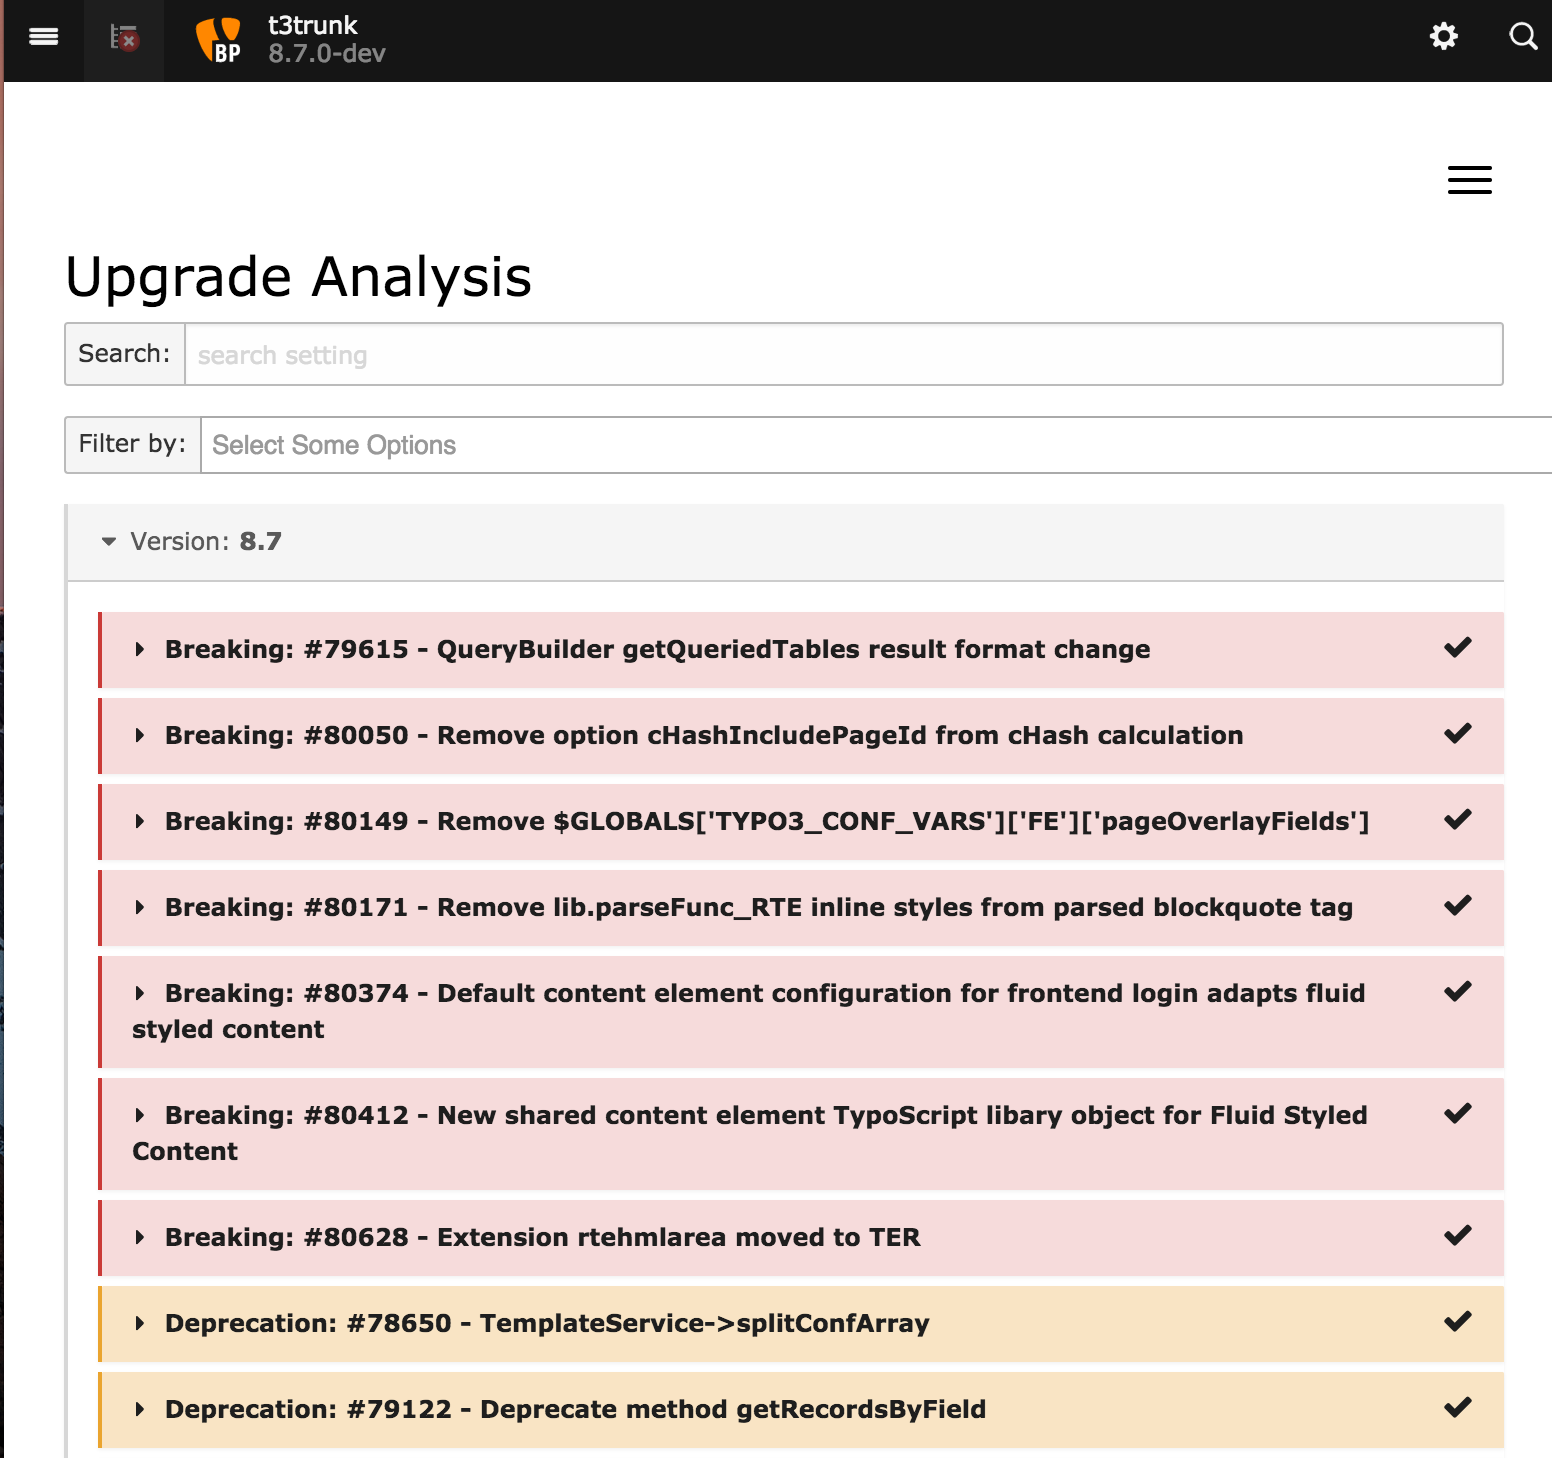 t3trunk
8.7.0-dev
BP
Upgrade Analysis
Search:
search setting
Filter by:
Select Some Options
Version: 8.7
Breaking: #79615 - QueryBuilder getQueriedTables result format change
Breaking: #80050 - Remove option cHashIncludePageId from cHash calculation
Breaking: #80149 - Remove $GLOBALS['TYPO3_CONF_VARS']['FE']['pageOverlayFields']
Breaking: #80171 - Remove lib.parseFunc_RTE inline styles from parsed blockquote tag
Breaking: #80374 - Default content element configuration for frontend login adapts fluid
styled content
Breaking: #80412 - New shared content element TypoScript libary object for Fluid Styled
Content
Breaking: #80628 - Extension rtehmlarea moved to TER
Deprecation: #78650 - TemplateService->splitConfArray
Deprecation: #79122 - Deprecate method getRecordsByField